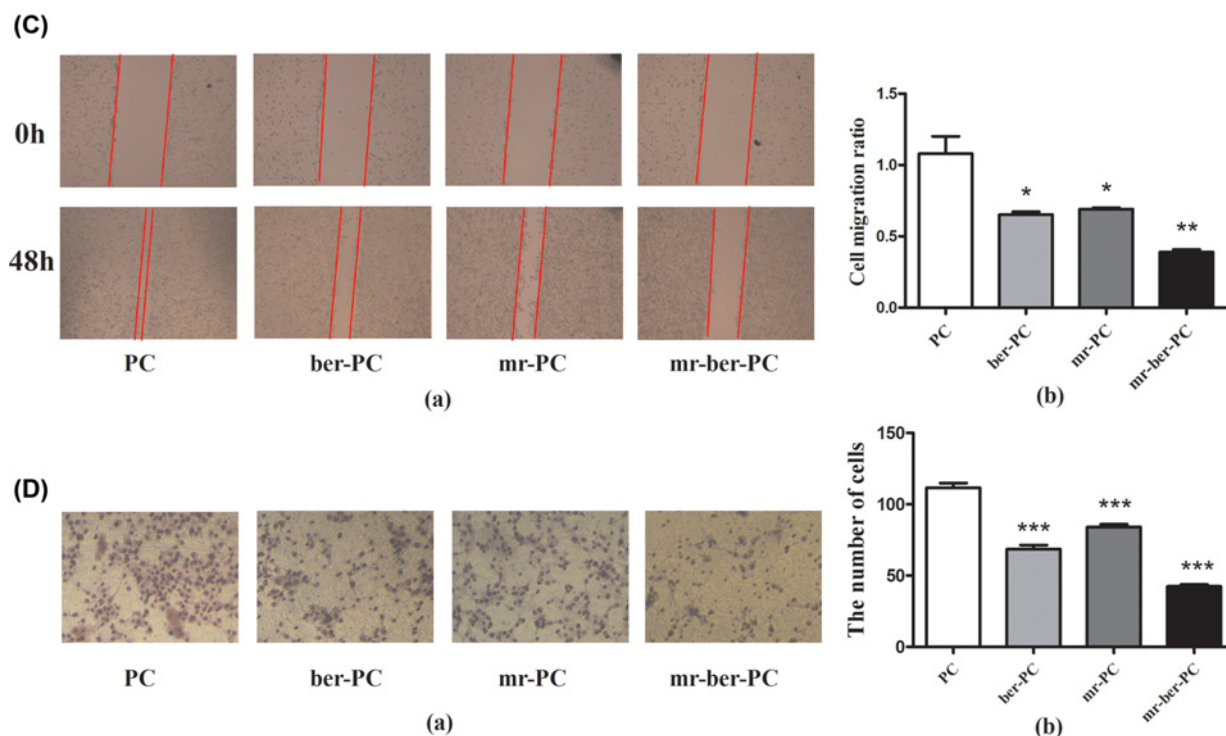 (C)
0h
48h
PC
ber-PC
mr-PC
mr-ber-PC
(a)
Cell migration ratio
1.5
1.0
0.5
0.0
*
*
**
PC
ber-PC
mr-PC
mr-ber-PC
(b)
(D)
PC
ber-PC
mr-PC
mr-ber-PC
(a)
The number of cells
150
100
50
0
***
***
***
PC
ber-PC
mr-PC
mr-ber-PC
(b)